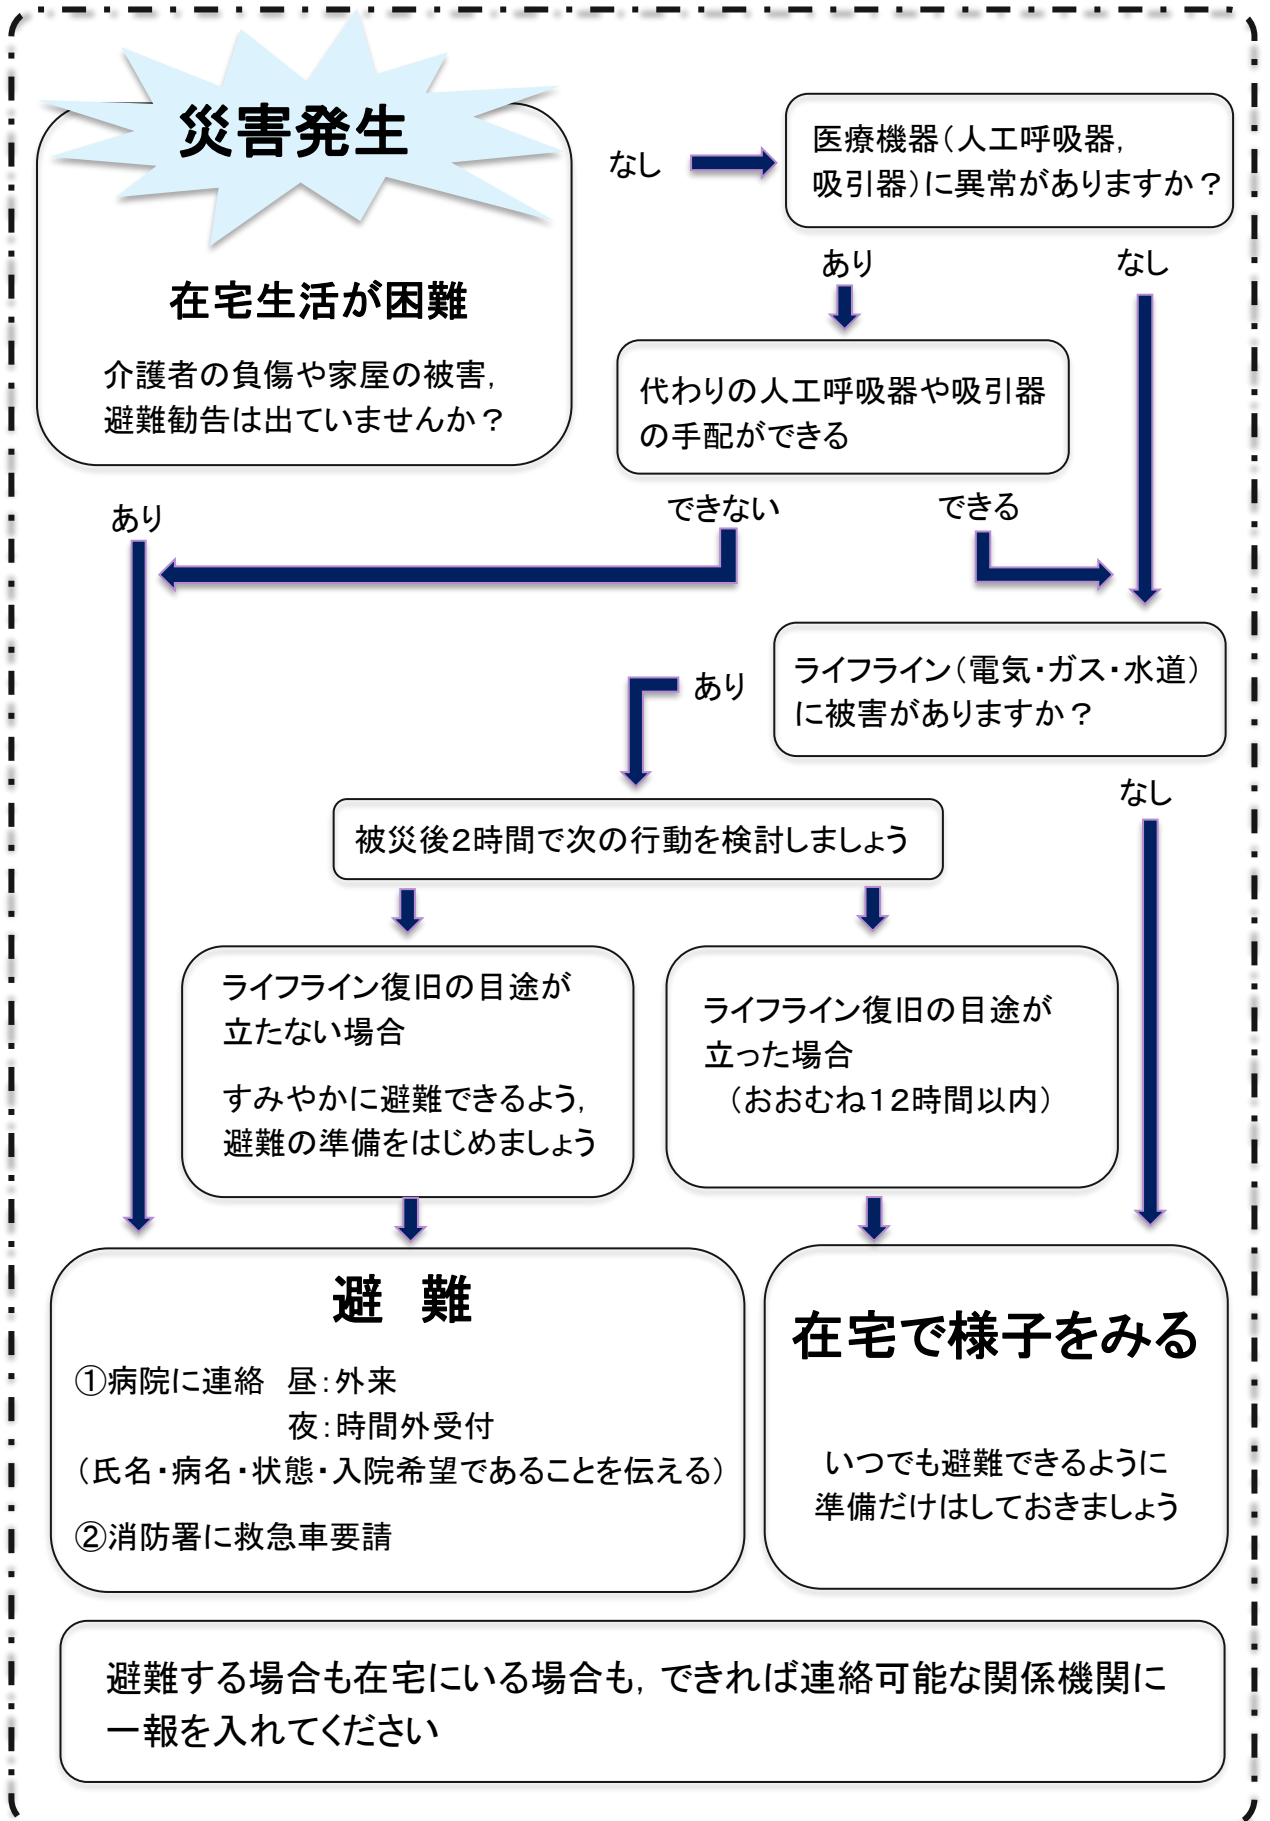 災害発生
在宅生活が困難
介護者の負傷や家屋の被害,
避難勧告は出ていませんか？
なし
医療機器（人工呼吸器,
吸引器）に異常がありますか？
あり
なし
代わりの人工呼吸器や吸引器
の手配ができる
あり
できない
できる
ライフライン（電気・ガス・水道）
に被害がありますか？
あり
なし
被災後２時間で次の行動を検討しましょう
ライフライン復旧の目途が
立たない場合
すみやかに避難できるよう,
避難の準備をはじめましょう
ライフライン復旧の目途が
立った場合
（おおむね１２時間以内）
避　難
①病院に連絡　昼：外来
夜：時間外受付
（氏名・病名・状態・入院希望であることを伝える）
②消防署に救急車要請
在宅で様子をみる
いつでも避難できるように
準備だけはしておきましょう
避難する場合も在宅にいる場合も, できれば連絡可能な関係機関に
一報を入れてください